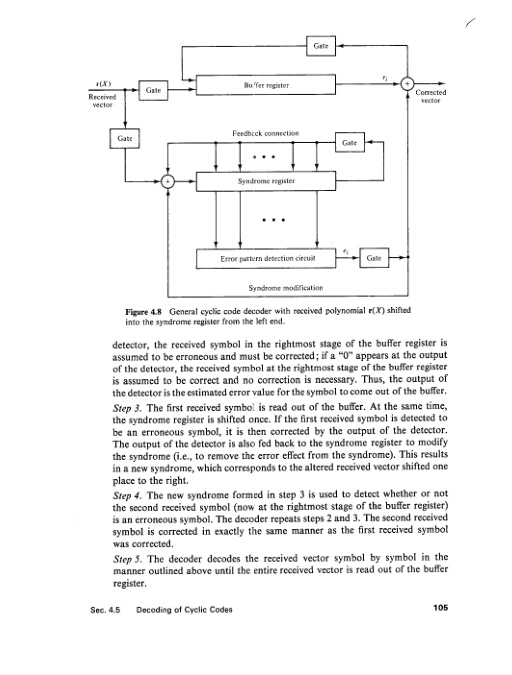 Gate
r(X)
Received
vector
Gate
Buffer register
r_i
Corrected
vector
Gate
Feedback connection
Gate
• • •
Syndrome register
• • •
Error pattern detection circuit
e_i
Gate
Syndrome modification
Figure 4.8 General cyclic code decoder with received polynomial r(X) shifted
into the syndrome register from the left end.
detector, the received symbol in the rightmost stage of the buffer register is
assumed to be erroneous and must be corrected; if a “0” appears at the output
of the detector, the received symbol at the rightmost stage of the buffer register
is assumed to be correct and no correction is necessary. Thus, the output of
the detector is the estimated error value for the symbol to come out of the buffer.
Step 3. The first received symbol is read out of the buffer. At the same time,
the syndrome register is shifted once. If the first received symbol is detected to
be an erroneous symbol, it is then corrected by the output of the detector.
The output of the detector is also fed back to the syndrome register to modify
the syndrome (i.e., to remove the error effect from the syndrome). This results
in a new syndrome, which corresponds to the altered received vector shifted one
place to the right.
Step 4. The new syndrome formed in step 3 is used to detect whether or not
the second received symbol (now at the rightmost stage of the buffer register)
is an erroneous symbol. The decoder repeats steps 2 and 3. The second received
symbol is corrected in exactly the same manner as the first received symbol
was corrected.
Step 5. The decoder decodes the received vector symbol by symbol in the
manner outlined above until the entire received vector is read out of the buffer
register.
Sec. 4.5 Decoding of Cyclic Codes 105